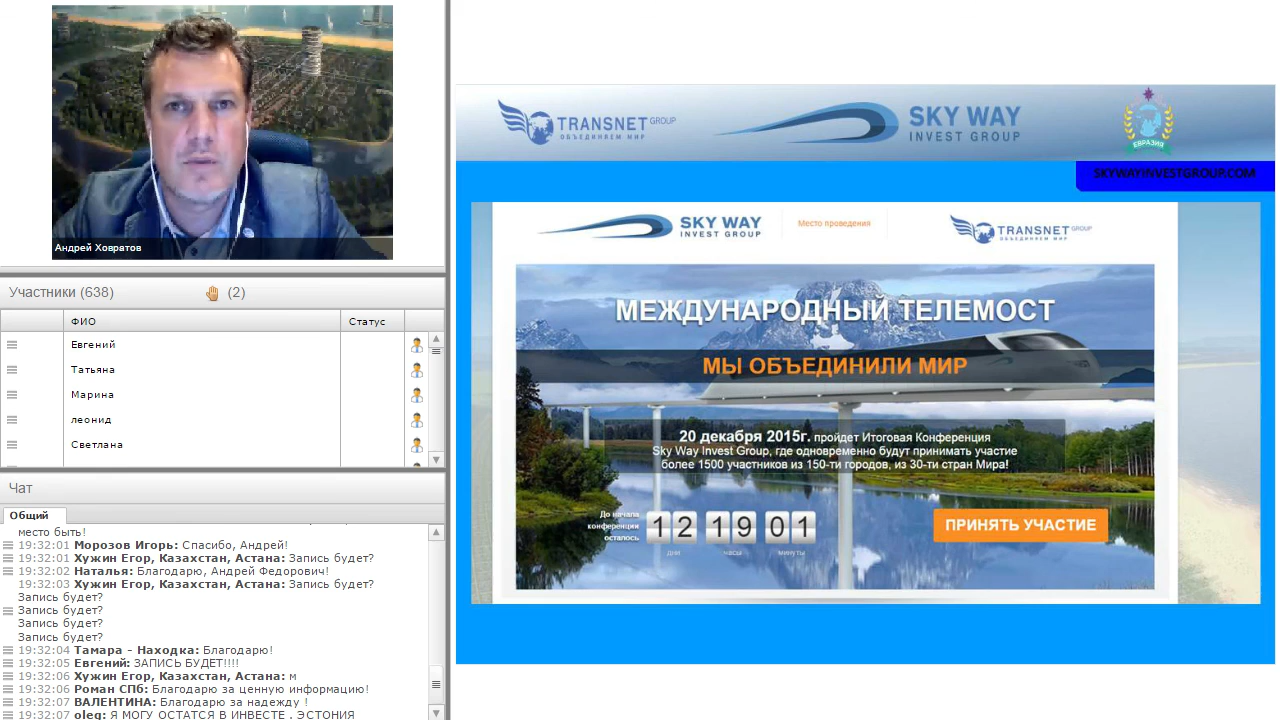 Андрей Ховратов
Участники (638)
(2)
ФИО
Статус
Евгений
Татьяна
Марина
леонид
Светлана
Чат
Общий
место быть!
19:32:01 Морозов Игорь: Спасибо, Андрей!
19:32:01 Хужин Егор, Казахстан, Астана: Запись будет?
19:32:02 Наталья: Благодарю, Андрей Федорович!
19:32:03 Хужин Егор, Казахстан, Астана: Запись будет?
Запись будет?
Запись будет?
Запись будет?
Запись будет?
19:32:04 Тамара - Находка: Благодарю!
19:32:05 Евгений: ЗАПИСЬ БУДЕТ!!!!
19:32:06 Хужин Егор, Казахстан, Астана: м
19:32:06 Роман СПб: Благодарю за ценную информацию!
19:32:07 ВАЛЕНТИНА: Благодарю за надежду !
19:32:07 oleg: Я МОГУ ОСТАТСЯ В ИНВЕСТЕ . ЭСТОНИЯ
TRANSNET GROUP
ОБЪЕДИНЯЕМ МИР
SKY WAY
INVEST GROUP
ЕВРАЗИЯ
SKYWAYINVESTGROUP.COM
SKY WAY
INVEST GROUP
Место проведения
TRANSNET GROUP
ОБЪЕДИНЯЕМ МИР
МЕЖДУНАРОДНЫЙ ТЕЛЕМОСТ
МЫ ОБЪЕДИНИЛИ МИР
20 декабря 2015г. пройдет Итоговая Конференция
Sky Way Invest Group, где одновременно будут принимать участие
более 1500 участников из 150-ти городов, из 30-ти стран Мира!
До начала
конференции
осталось
12 19 01
дни часы минуты
ПРИНЯТЬ УЧАСТИЕ